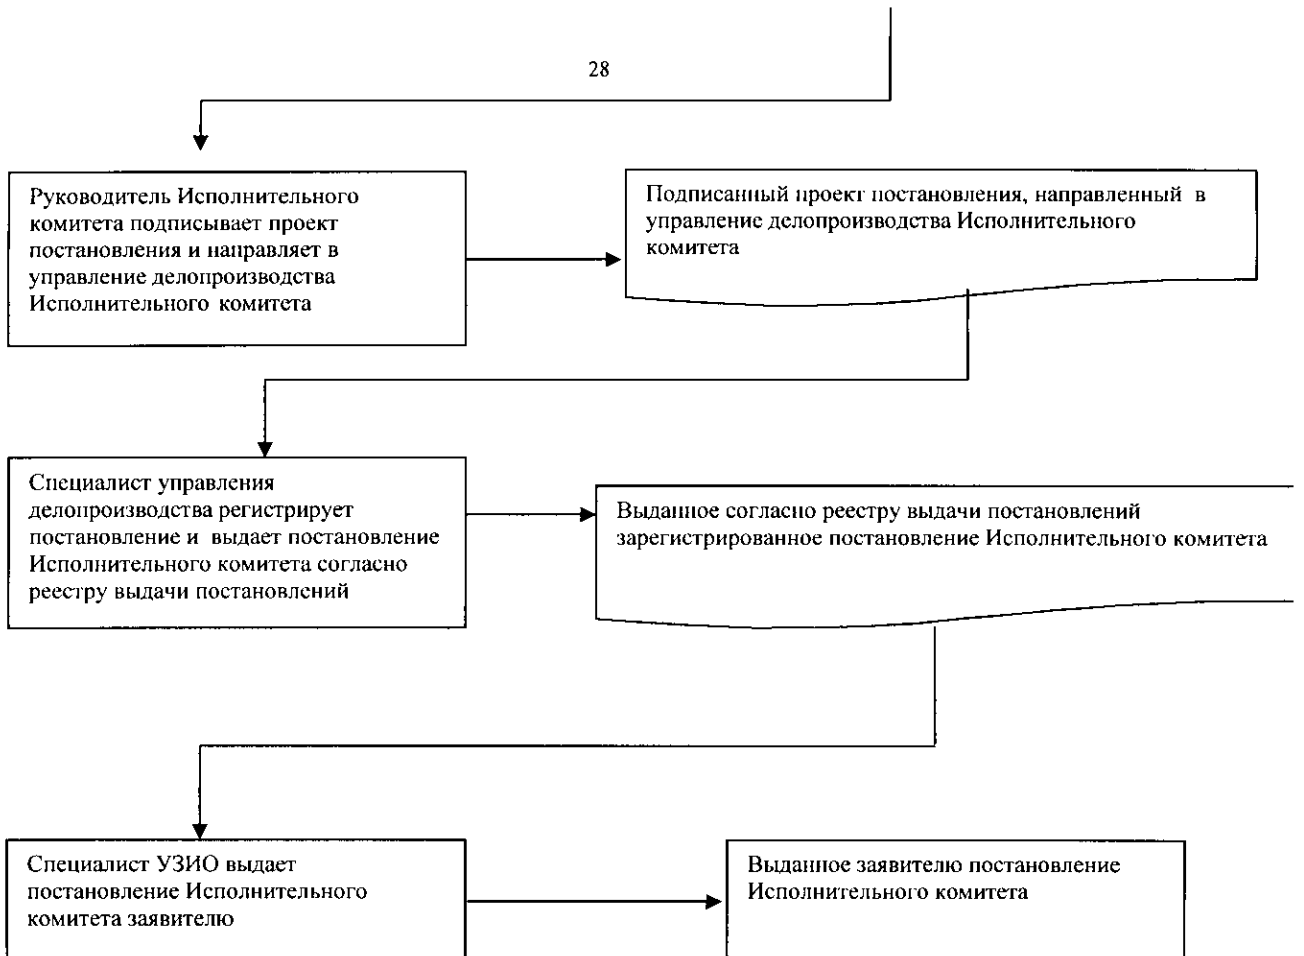 28
Руководитель Исполнительного
комитета подписывает проект
постановления и направляет в
управление делопроизводства
Исполнительного комитета
Подписанный проект постановления, направленный в
управление делопроизводства Исполнительного
комитета
Специалист управления
делопроизводства регистрирует
постановление и выдает постановление
Исполнительного комитета согласно
реестру выдачи постановлений
Выданное согласно реестру выдачи постановлений
зарегистрированное постановление Исполнительного комитета
Специалист УЗИО выдает
постановление Исполнительного
комитета заявителю
Выданное заявителю постановление
Исполнительного комитета